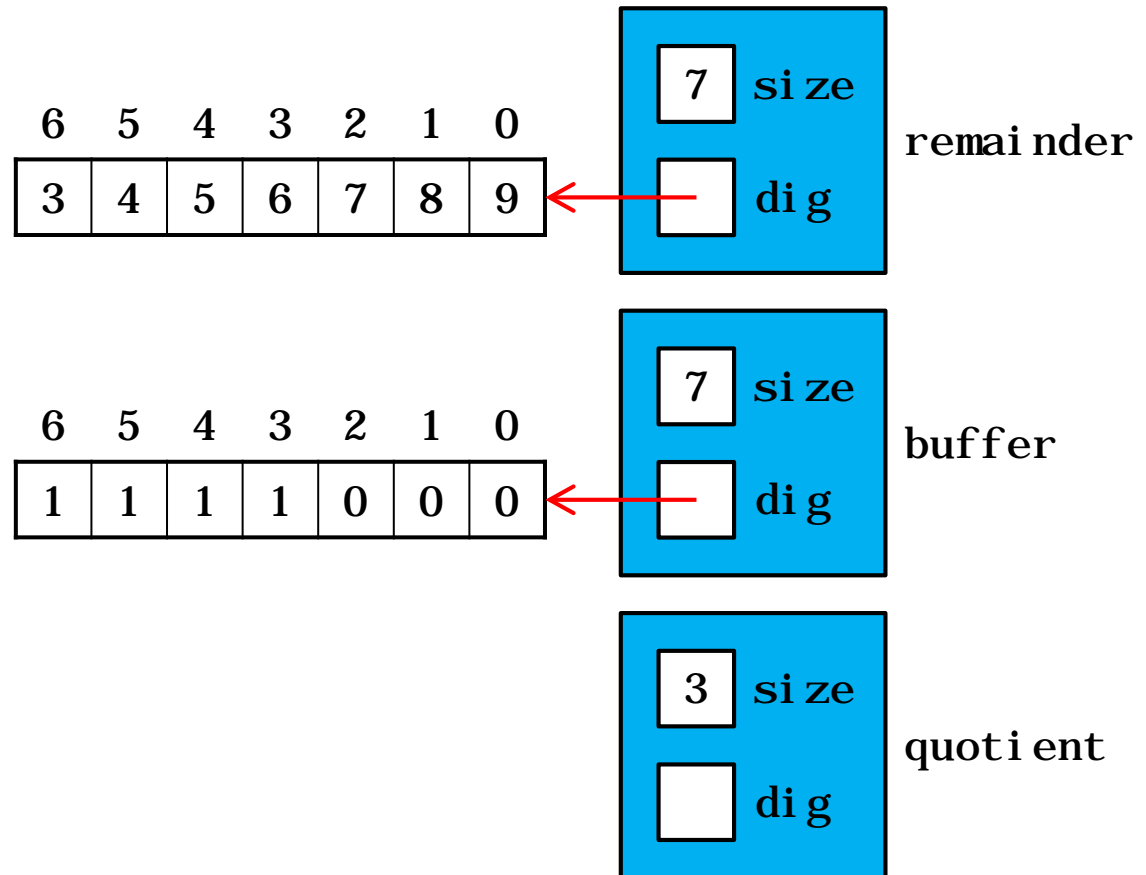 7 size
6 5 4 3 2 1 0
remainder
3 4 5 6 7 8 9
dig
7 size
6 5 4 3 2 1 0
buffer
1 1 1 1 0 0 0
dig
3 size
quotient
dig